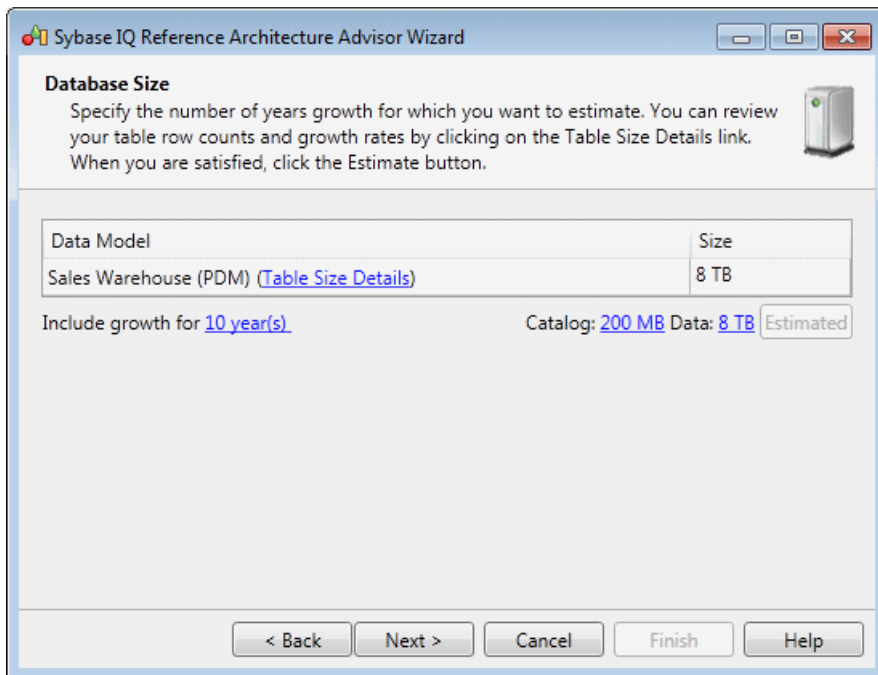 Sybase IQ Reference Architecture Advisor Wizard
Database Size
Specify the number of years growth for which you want to estimate. You can review
your table row counts and growth rates by clicking on the Table Size Details link.
When you are satisfied, click the Estimate button.
Data Model Size
Sales Warehouse (PDM) (Table Size Details) 8 TB
Include growth for 10 year(s) Catalog: 200 MB Data: 8 TB Estimated
< Back Next > Cancel Finish Help